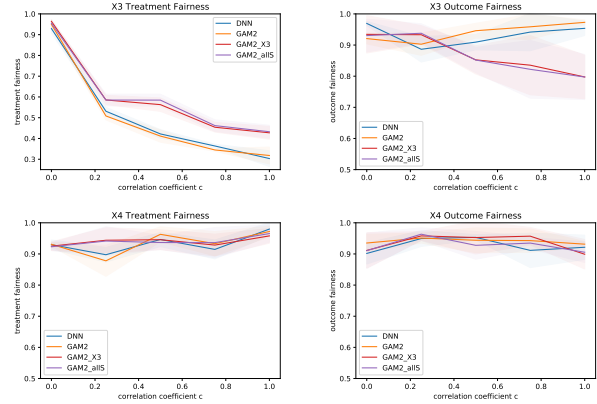 X3 Treatment Fairness
1.0
0.9
0.8
0.7
0.6
0.5
0.4
0.3
treatment fairness
DNN
GAM2
GAM2_X3
GAM2_allS
0.0 0.2 0.4 0.6 0.8 1.0
correlation coefficient c
X3 Outcome Fairness
1.0
0.9
0.8
0.7
0.6
0.5
outcome fairness
DNN
GAM2
GAM2_X3
GAM2_allS
0.0 0.2 0.4 0.6 0.8 1.0
correlation coefficient c
X4 Treatment Fairness
1.0
0.9
0.8
0.7
0.6
0.5
treatment fairness
DNN
GAM2
GAM2_X3
GAM2_allS
0.0 0.2 0.4 0.6 0.8 1.0
correlation coefficient c
X4 Outcome Fairness
1.0
0.9
0.8
0.7
0.6
0.5
outcome fairness
DNN
GAM2
GAM2_X3
GAM2_allS
0.0 0.2 0.4 0.6 0.8 1.0
correlation coefficient c